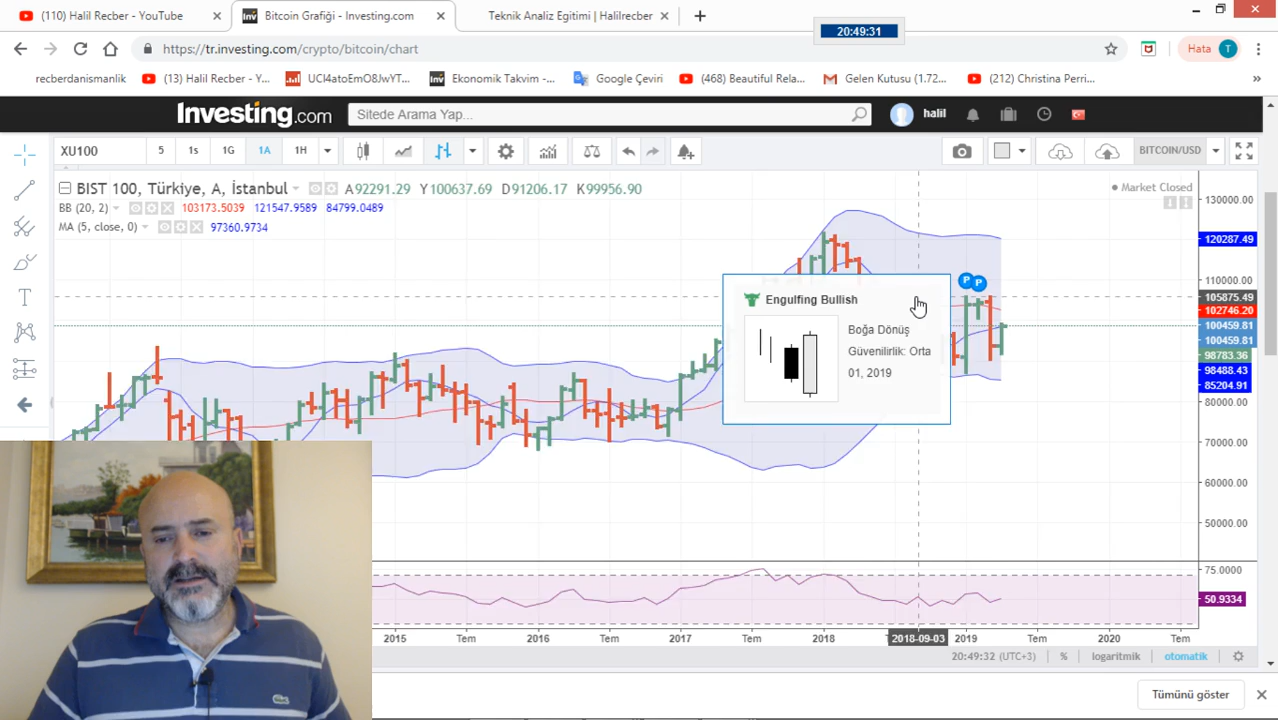 (110) Halil Recber - YouTube
Bitcoin Grafiği - Investing.com
Teknik Analiz Egitimi | Halilrecber
20:49:31
https://tr.investing.com/crypto/bitcoin/chart
Hata T
recberdanismanlik
(13) Halil Recber - Y...
UCI4atoEmO8JwYT...
Ekonomik Takvim -...
Google Çeviri
(468) Beautiful Rela...
Gelen Kutusu (1.72...
(212) Christina Perri...
»
Investing.com
Sitede Arama Yap...
halil
XU100
5
1s
1G
1A
1H
BITCOIN/USD
BIST 100, Türkiye, A, İstanbul
A92291.29 Y100637.69 D91206.17 K99956.90
Market Closed
BB (20, 2)
103173.5039 121547.9589 84799.0489
MA (5, close, 0)
97360.9734
130000.00
120287.49
110000.00
105875.49
102746.20
100459.81
100459.81
98783.36
98488.43
85204.91
80000.00
70000.00
60000.00
50000.00
P P
Engulfing Bullish
Boğa Dönüş
Güvenilirlik: Orta
01, 2019
75.0000
50.9334
2015 Tem 2016 Tem 2017 Tem 2018 2018-09-03 2019 Tem 2020 Tem
20:49:32 (UTC+3) % logaritmik otomatik
Tümünü göster